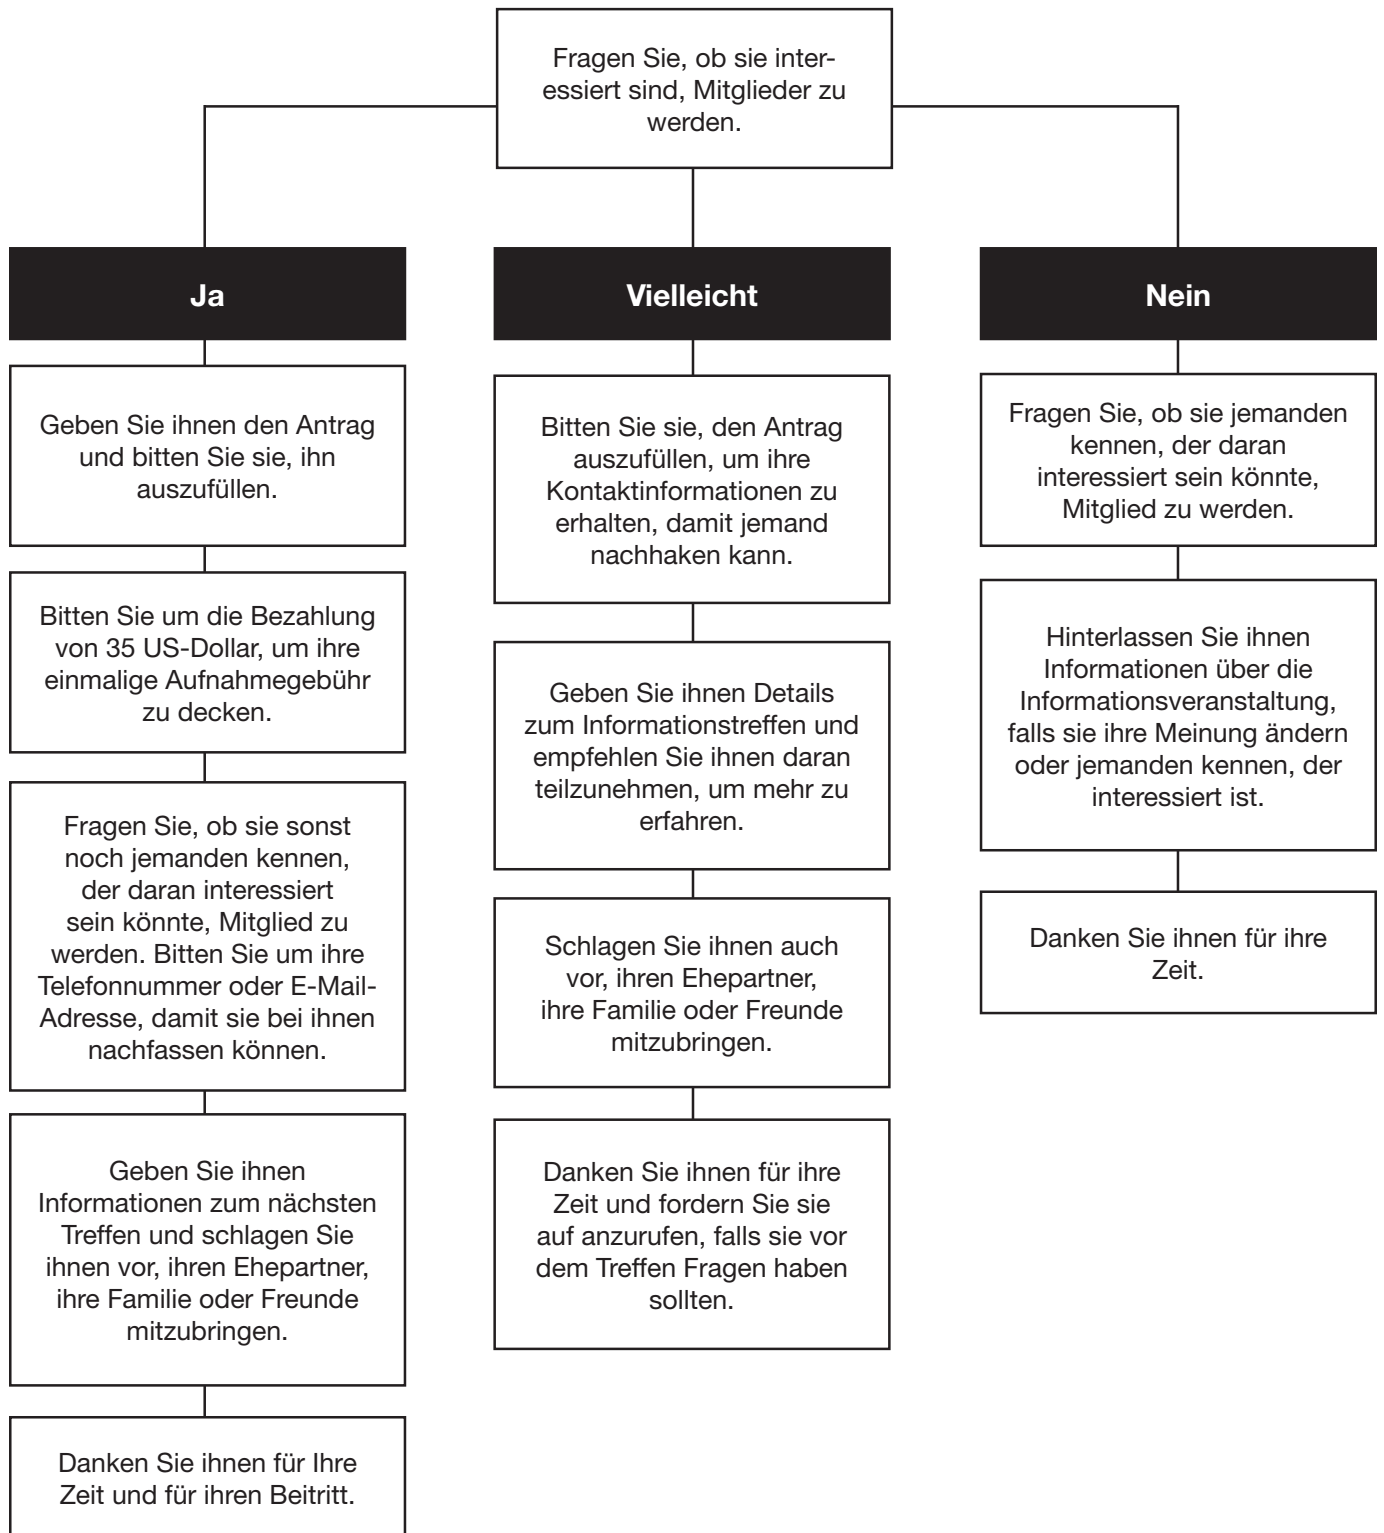 Fragen Sie, ob sie inter-
essiert sind, Mitglieder zu
werden.
Ja
Geben Sie ihnen den Antrag
und bitten Sie sie, ihn
auszufüllen.
Bitten Sie um die Bezahlung
von 35 US-Dollar, um ihre
einmalige Aufnahmegebühr
zu decken.
Fragen Sie, ob sie sonst
noch jemanden kennen,
der daran interessiert
sein könnte, Mitglied zu
werden. Bitten Sie um ihre
Telefonnummer oder E-Mail-
Adresse, damit sie bei ihnen
nachfassen können.
Geben Sie ihnen
Informationen zum nächsten
Treffen und schlagen Sie
ihnen vor, ihren Ehepartner,
ihre Familie oder Freunde
mitzubringen.
Danken Sie ihnen für Ihre
Zeit und für ihren Beitritt.
Vielleicht
Bitten Sie sie, den Antrag
auszufüllen, um ihre
Kontaktinformationen zu
erhalten, damit jemand
nachhaken kann.
Geben Sie ihnen Details
zum Informationstreffen und
empfehlen Sie ihnen daran
teilzunehmen, um mehr zu
erfahren.
Schlagen Sie ihnen auch
vor, ihren Ehepartner,
ihre Familie oder Freunde
mitzubringen.
Danken Sie ihnen für ihre
Zeit und fordern Sie sie
auf anzurufen, falls sie vor
dem Treffen Fragen haben
sollten.
Nein
Fragen Sie, ob sie jemanden
kennen, der daran
interessiert sein könnte,
Mitglied zu werden.
Hinterlassen Sie ihnen
Informationen über die
Informationsveranstaltung,
falls sie ihre Meinung ändern
oder jemanden kennen, der
interessiert ist.
Danken Sie ihnen für ihre
Zeit.